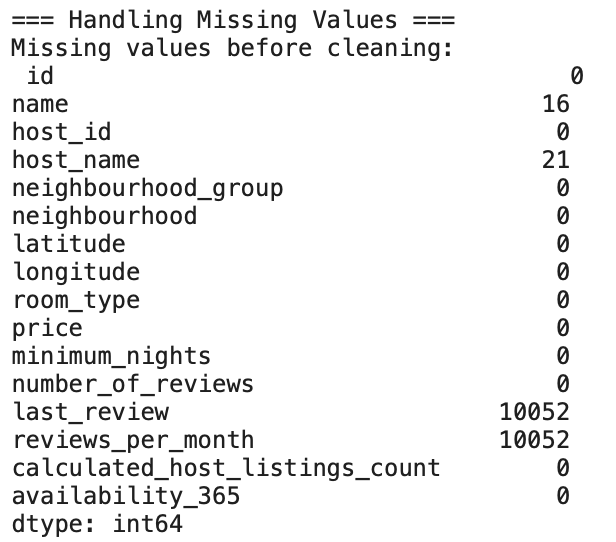 === Handling Missing Values ===
Missing values before cleaning:
 id                                    0
name                                 16
host_id                               0
host_name                            21
neighbourhood_group                   0
neighbourhood                         0
latitude                              0
longitude                             0
room_type                             0
price                                 0
minimum_nights                        0
number_of_reviews                     0
last_review                       10052
reviews_per_month                 10052
calculated_host_listings_count        0
availability_365                      0
dtype: int64